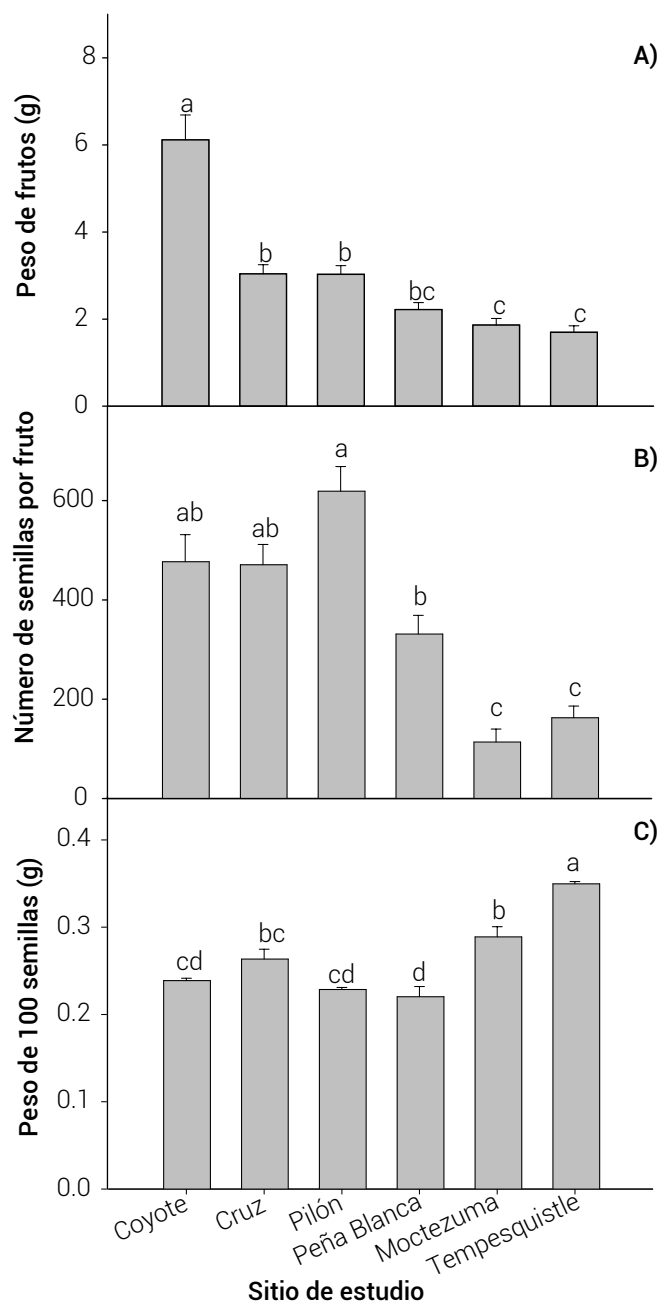 A)
8
6
4
2
0
Peso de frutos (g)
a
b
b
bc
c
c
B)
600
400
200
0
Número de semillas por fruto
ab
ab
a
b
c
c
C)
0.4
0.3
0.2
0.1
0.0
Peso de 100 semillas (g)
cd
bc
cd
d
b
a
Coyote
Cruz
Pilón
Peña Blanca
Moctezuma
Tempesquistle
Sitio de estudio